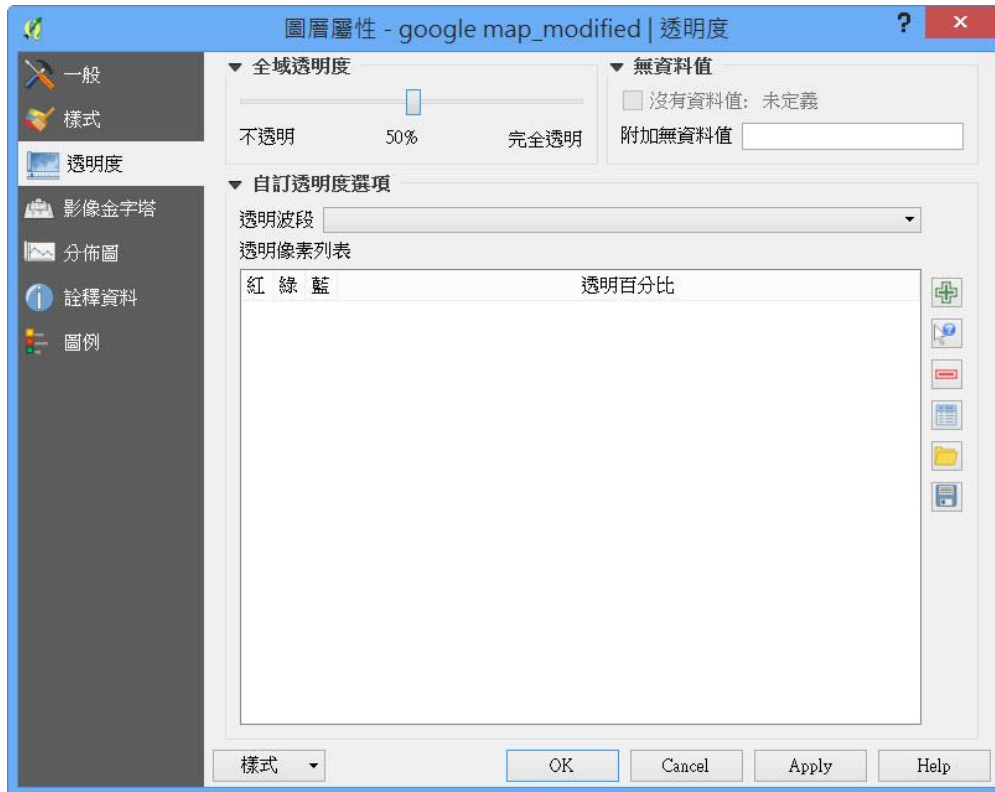 圖層屬性 - google map_modified | 透明度
?
一般
樣式
透明度
影像金字塔
分佈圖
詮釋資料
圖例
全域透明度
不透明 50% 完全透明
無資料值
沒有資料值: 未定義
附加無資料值
自訂透明度選項
透明波段
透明像素列表
紅 綠 藍 透明百分比
樣式 OK Cancel Apply Help